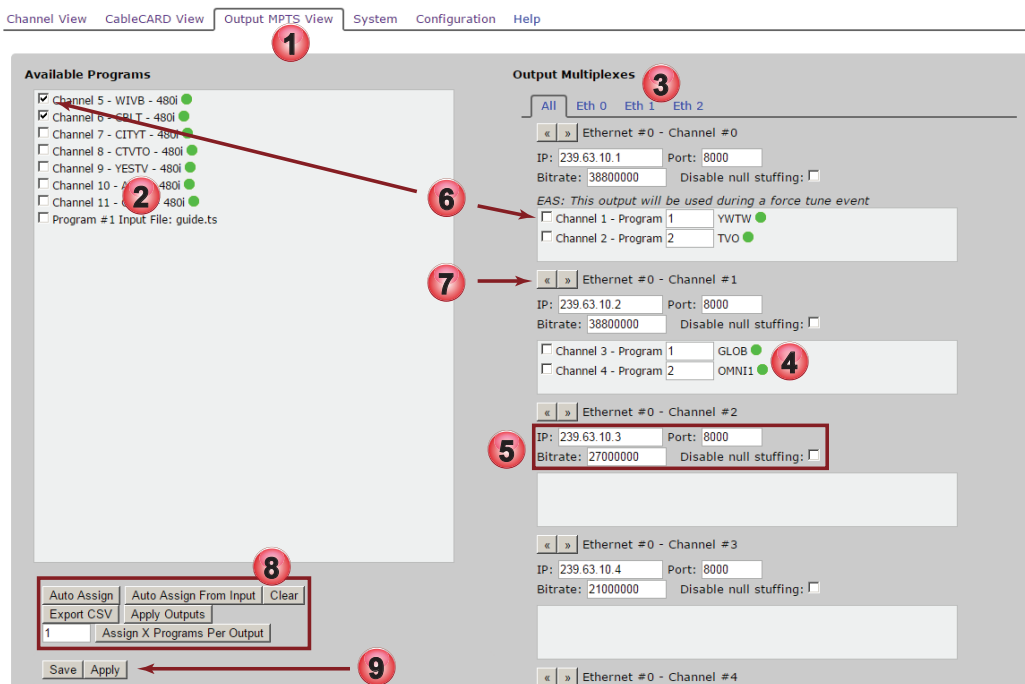 Channel View CableCARD View Output MPTS View System Configuration Help
1
Available Programs
Channel 5 - WIVB - 480i
Channel 6 - CBLT - 480i
Channel 7 - CITYT - 480i
Channel 8 - CTVTO - 480i
Channel 9 - YESTV - 480i
Channel 10 - 480i
Channel 11 - 480i
Program #1 Input File: guide.ts
2
6
7
8
Auto Assign Auto Assign From Input Clear
Export CSV Apply Outputs
1 Assign X Programs Per Output
Save Apply
9
Output Multiplexes
3
All Eth 0 Eth 1 Eth 2
« » Ethernet #0 - Channel #0
IP: 239.63.10.1 Port: 8000
Bitrate: 38800000 Disable null stuffing:
EAS: This output will be used during a force tune event
Channel 1 - Program 1 YWTW
Channel 2 - Program 2 TVO
« » Ethernet #0 - Channel #1
IP: 239.63.10.2 Port: 8000
Bitrate: 38800000 Disable null stuffing:
Channel 3 - Program 1 GLOB
Channel 4 - Program 2 OMNI1
4
« » Ethernet #0 - Channel #2
5
IP: 239.63.10.3 Port: 8000
Bitrate: 27000000 Disable null stuffing:
« » Ethernet #0 - Channel #3
IP: 239.63.10.4 Port: 8000
Bitrate: 21000000 Disable null stuffing:
« » Ethernet #0 - Channel #4